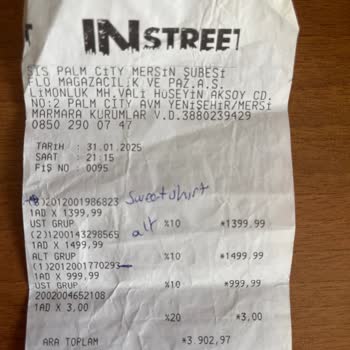 INSTREET
SİS PALM CİTY MERSİN ŞUBESİ
FLO MAĞAZACILIK VE PAZ.A.S.
LİMONLUK MH.VALİ HÜSEYİN AKSOY CD.
NO:2 PALM CİTY AVM YENİŞEHİR/MERSİ
MARMARA KURUMLAR V.D.3880239429
0850 290 07 47
TARİH : 31.01.2025
SAAT : 21:15
FİŞ NO : 0095
)2012001986823 Sweatshirt
1AD X 1399,99
UST GRUP %10 *1399.99
(2)1200143298565 alt
1AD X 1499,99
ALT GRUP %10 *1499.99
(1)2012001770293
1AD X 999,99
UST GRUP %10 *999,99
2002004652108
1AD X 3,00
%20 *3,00
ARA TOPLAM *3.902,97